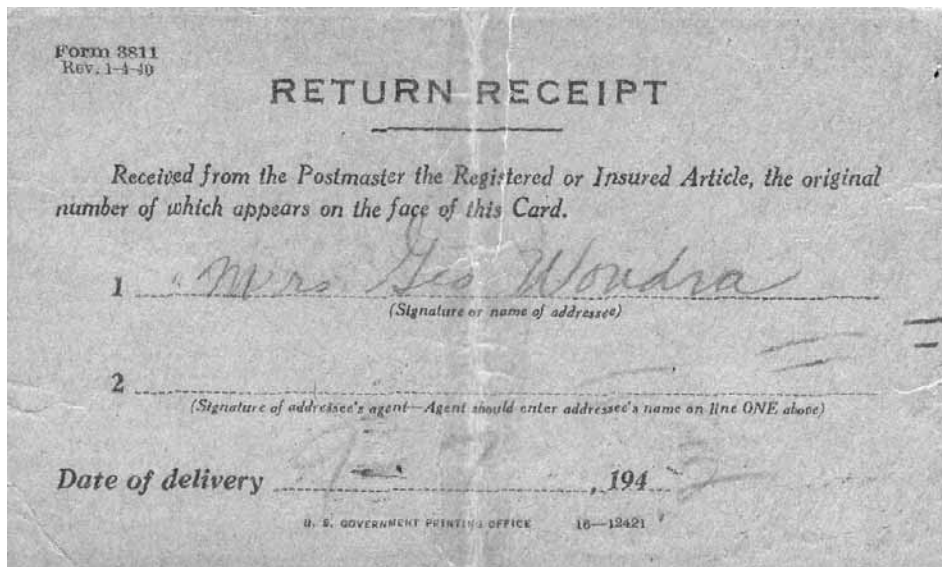 Form 3811
Rev. 1-4-40
RETURN RECEIPT
Received from the Postmaster the Registered or Insured Article, the original
number of which appears on the face of this Card.
1 Mrs Geo Wondra
(Signature or name of addressee)
2
(Signature of addressee's agent—Agent should enter addressee's name on line ONE above)
Date of delivery , 194
U. S. GOVERNMENT PRINTING OFFICE 16—12421